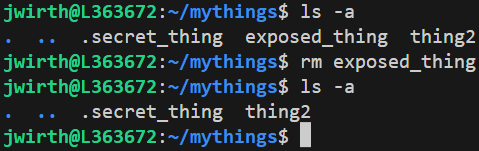 jwirth@L363672:~/mythings$ ls -a
.  ..  .secret_thing  exposed_thing  thing2
jwirth@L363672:~/mythings$ rm exposed_thing
jwirth@L363672:~/mythings$ ls -a
.  ..  .secret_thing  thing2
jwirth@L363672:~/mythings$